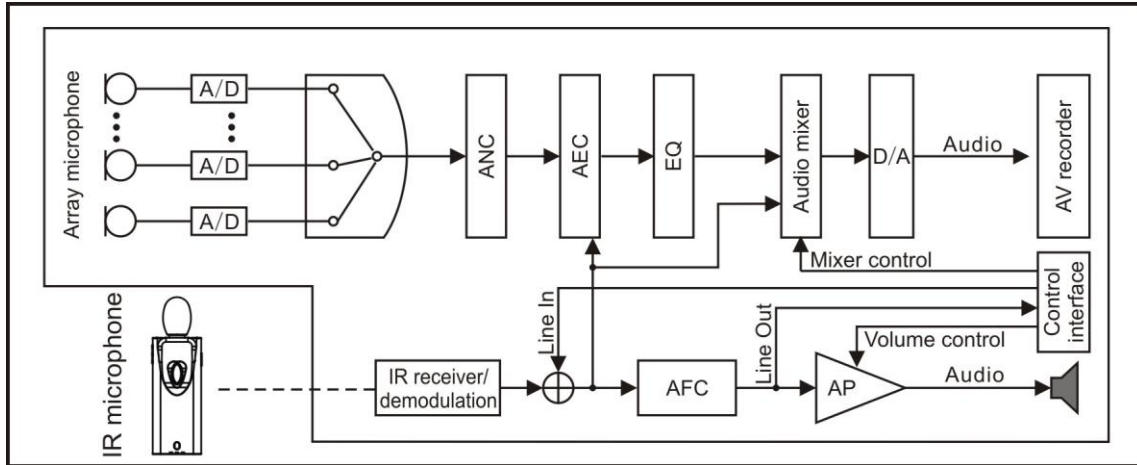 Array microphone
A/D
A/D
A/D
ANC
AEC
EQ
Audio mixer
D/A
Audio
AV recorder
Mixer control
Control
interface
Line In
Line Out
Volume control
IR microphone
IR receiver/
demodulation
AFC
AP
Audio